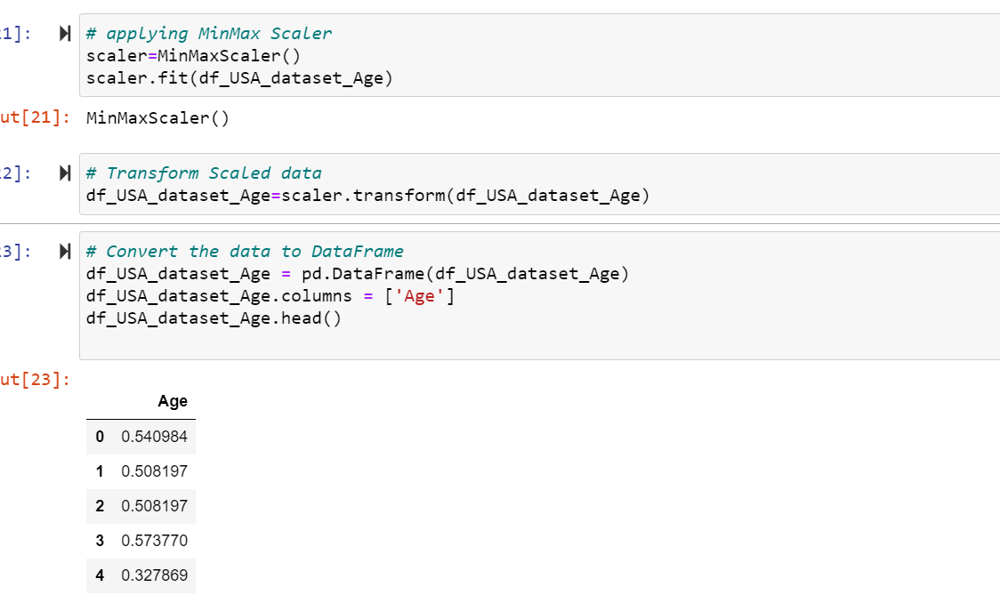 1]: # applying MinMax Scaler
scaler=MinMaxScaler()
scaler.fit(df_USA_dataset_Age)
ut[21]: MinMaxScaler()
2]: # Transform Scaled data
df_USA_dataset_Age=scaler.transform(df_USA_dataset_Age)
3]: # Convert the data to DataFrame
df_USA_dataset_Age = pd.DataFrame(df_USA_dataset_Age)
df_USA_dataset_Age.columns = ['Age']
df_USA_dataset_Age.head()
ut[23]:
Age
0 0.540984
1 0.508197
2 0.508197
3 0.573770
4 0.327869